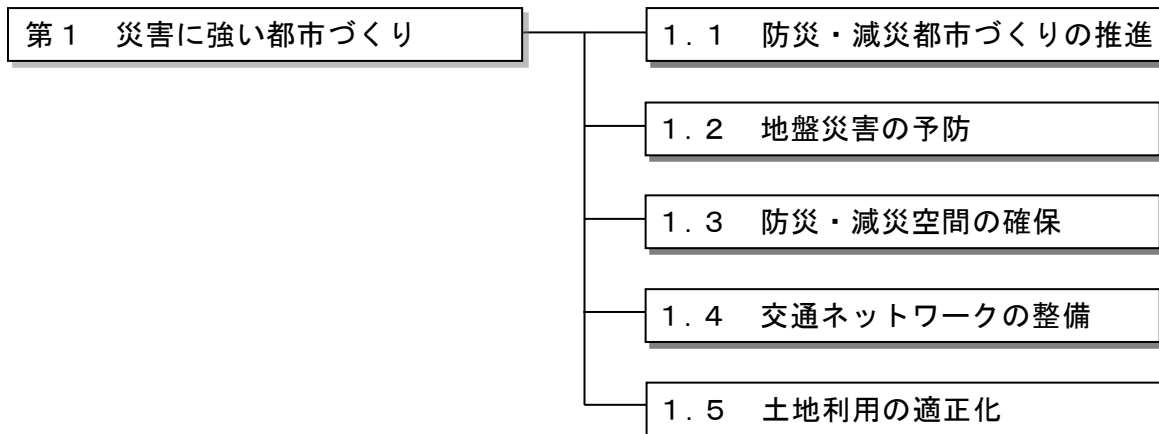 第１　災害に強い都市づくり
１．１　防災・減災都市づくりの推進
１．２　地盤災害の予防
１．３　防災・減災空間の確保
１．４　交通ネットワークの整備
１．５　土地利用の適正化